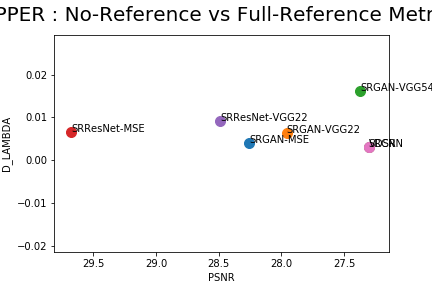 PPER : No-Reference vs Full-Reference Metr
D_LAMBDA
0.02
0.01
0.00
−0.01
−0.02
SRGAN-VGG54
SRResNet-VGG22
SRResNet-MSE
SRGAN-VGG22
SRGAN-MSE
29.5
29.0
28.5
28.0
27.5
PSNR